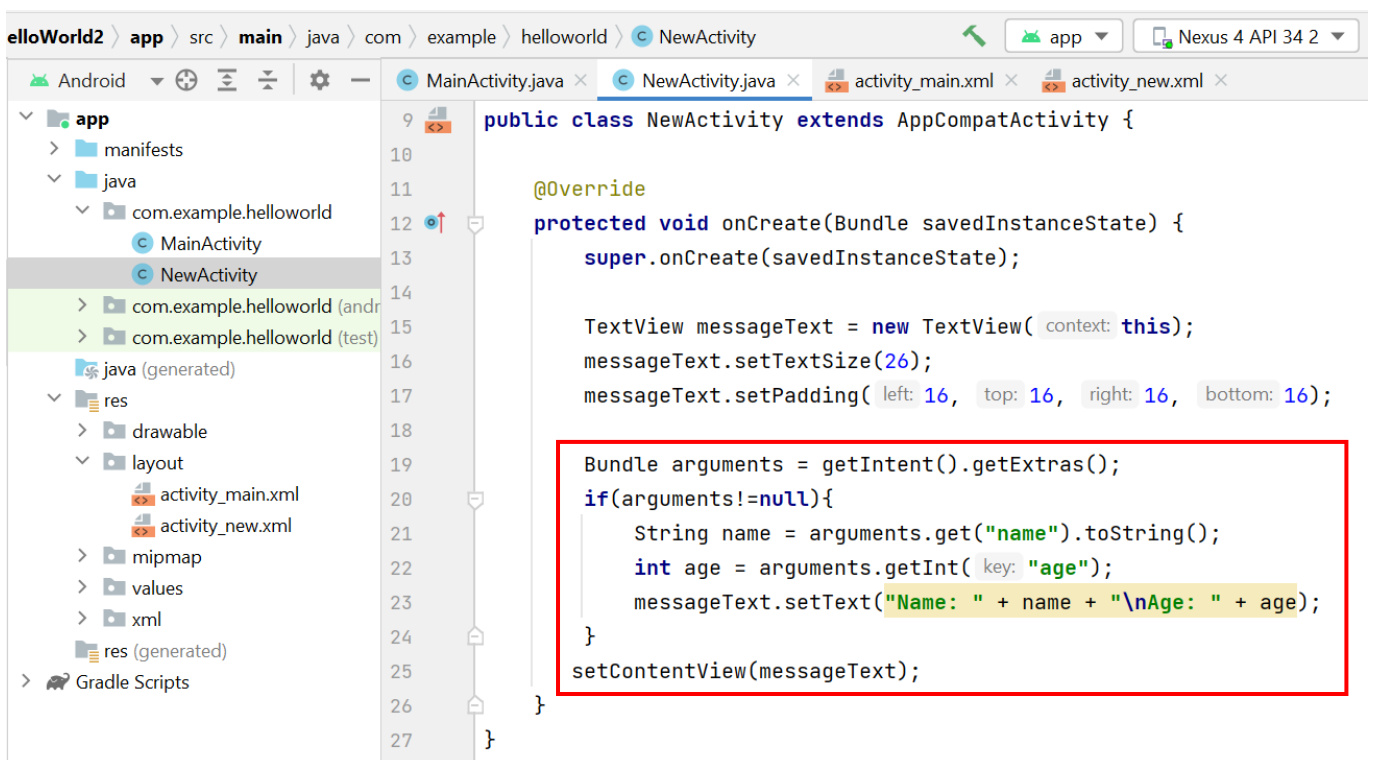 elloWorld2 〉 app 〉 src 〉 main 〉 java 〉 com 〉 example 〉 helloworld 〉 C NewActivity app Nexus 4 API 34 2
Android
C MainActivity.java × C NewActivity.java × activity_main.xml × activity_new.xml ×
app
manifests
java
com.example.helloworld
C MainActivity
C NewActivity
com.example.helloworld (andr
com.example.helloworld (test)
java (generated)
res
drawable
layout
activity_main.xml
activity_new.xml
mipmap
values
xml
res (generated)
Gradle Scripts
9 public class NewActivity extends AppCompatActivity {
10
11 @Override
12 protected void onCreate(Bundle savedInstanceState) {
13 super.onCreate(savedInstanceState);
14
15 TextView messageText = new TextView( context: this);
16 messageText.setTextSize(26);
17 messageText.setPadding( left: 16, top: 16, right: 16, bottom: 16);
18
19 Bundle arguments = getIntent().getExtras();
20 if(arguments!=null){
21 String name = arguments.get("name").toString();
22 int age = arguments.getInt( key: "age");
23 messageText.setText("Name: " + name + "\nAge: " + age);
24 }
25 setContentView(messageText);
26 }
27 }